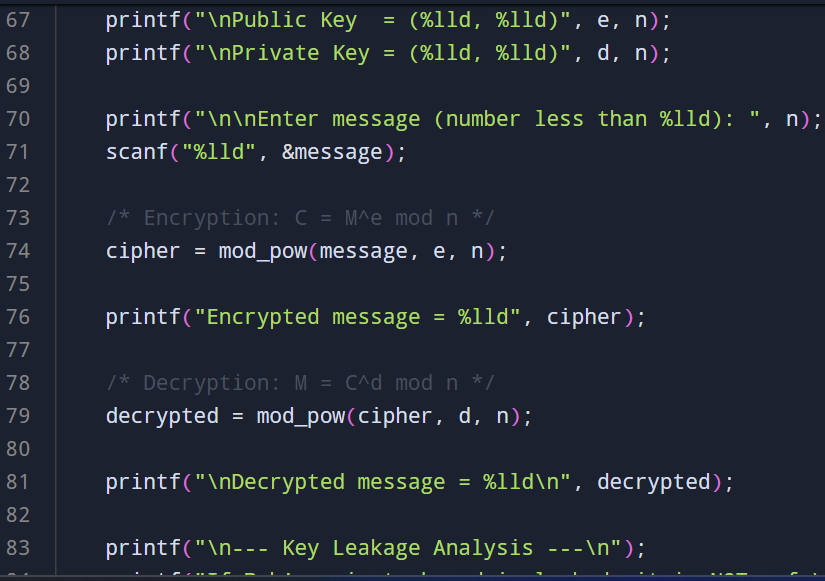 67 printf("\nPublic Key  = (%lld, %lld)", e, n);
68 printf("\nPrivate Key = (%lld, %lld)", d, n);
69
70 printf("\n\nEnter message (number less than %lld): ", n);
71 scanf("%lld", &message);
72
73 /* Encryption: C = M^e mod n */
74 cipher = mod_pow(message, e, n);
75
76 printf("Encrypted message = %lld", cipher);
77
78 /* Decryption: M = C^d mod n */
79 decrypted = mod_pow(cipher, d, n);
80
81 printf("\nDecrypted message = %lld\n", decrypted);
82
83 printf("\n--- Key Leakage Analysis ---\n");